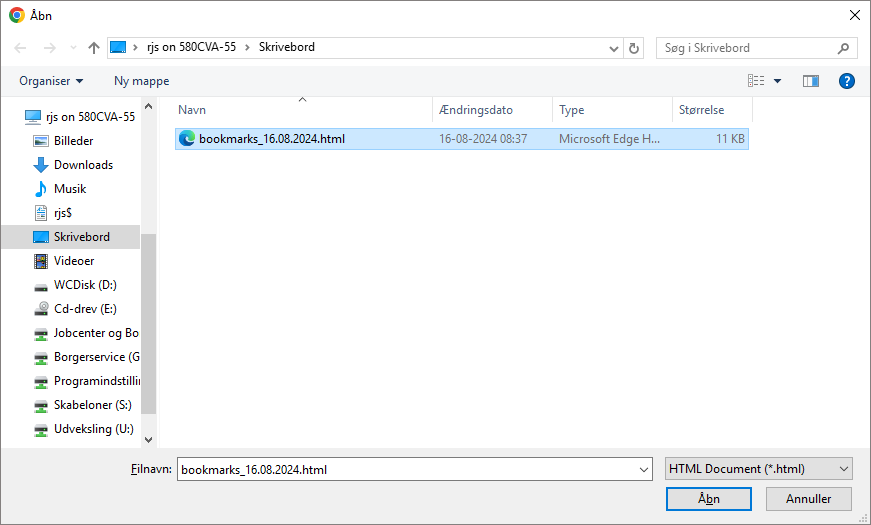 Åbn
rjs on 580CVA-55 Skrivebord Søg i Skrivebord
Organiser Ny mappe ?
Navn Ændringsdato Type Størrelse
bookmarks_16.08.2024.html 16-08-2024 08:37 Microsoft Edge H... 11 KB
rjs on 580CVA-55
Billeder
Downloads
Musik
rjs$
Skrivebord
Videoer
WCDisk (D:)
Cd-drev (E:)
Jobcenter og Bo
Borgerservice (G
Programindstilli
Skabeloner (S:)
Udveksling (U:)
Filnavn: bookmarks_16.08.2024.html HTML Document (*.html)
Åbn Annuller